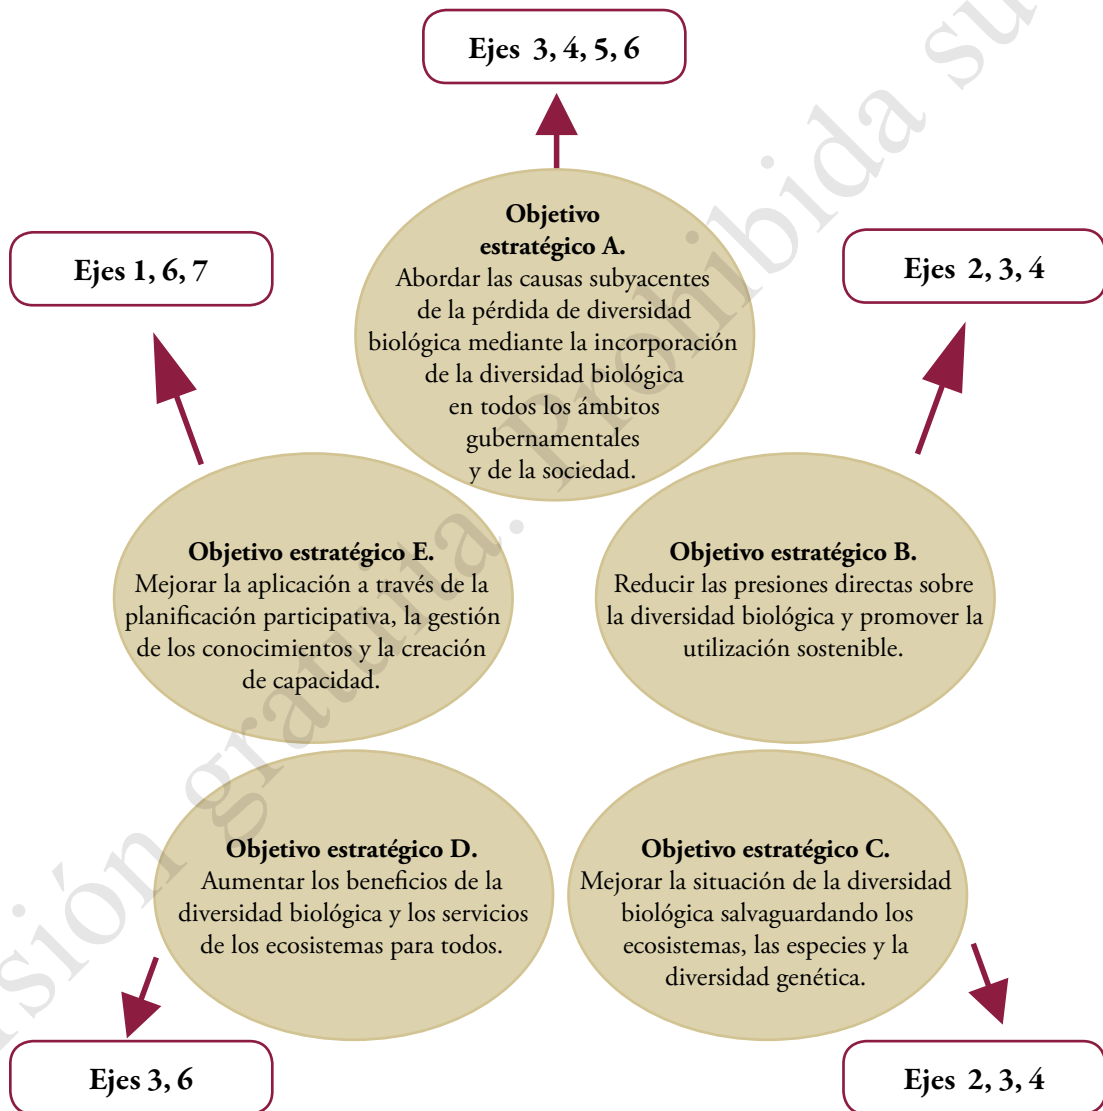 Ejes 3, 4, 5, 6
Objetivo
estratégico A.
Abordar las causas subyacentes
de la pérdida de diversidad
biológica mediante la incorporación
de la diversidad biológica
en todos los ámbitos
gubernamentales
y de la sociedad.
Ejes 1, 6, 7
Ejes 2, 3, 4
Objetivo estratégico E.
Mejorar la aplicación a través de la
planificación participativa, la gestión
de los conocimientos y la creación
de capacidad.
Objetivo estratégico B.
Reducir las presiones directas sobre
la diversidad biológica y promover la
utilización sostenible.
Objetivo estratégico D.
Aumentar los beneficios de la
diversidad biológica y los servicios
de los ecosistemas para todos.
Objetivo estratégico C.
Mejorar la situación de la diversidad
biológica salvaguardando los
ecosistemas, las especies y la
diversidad genética.
Ejes 3, 6
Ejes 2, 3, 4
rsión gratuita. Prohibida su